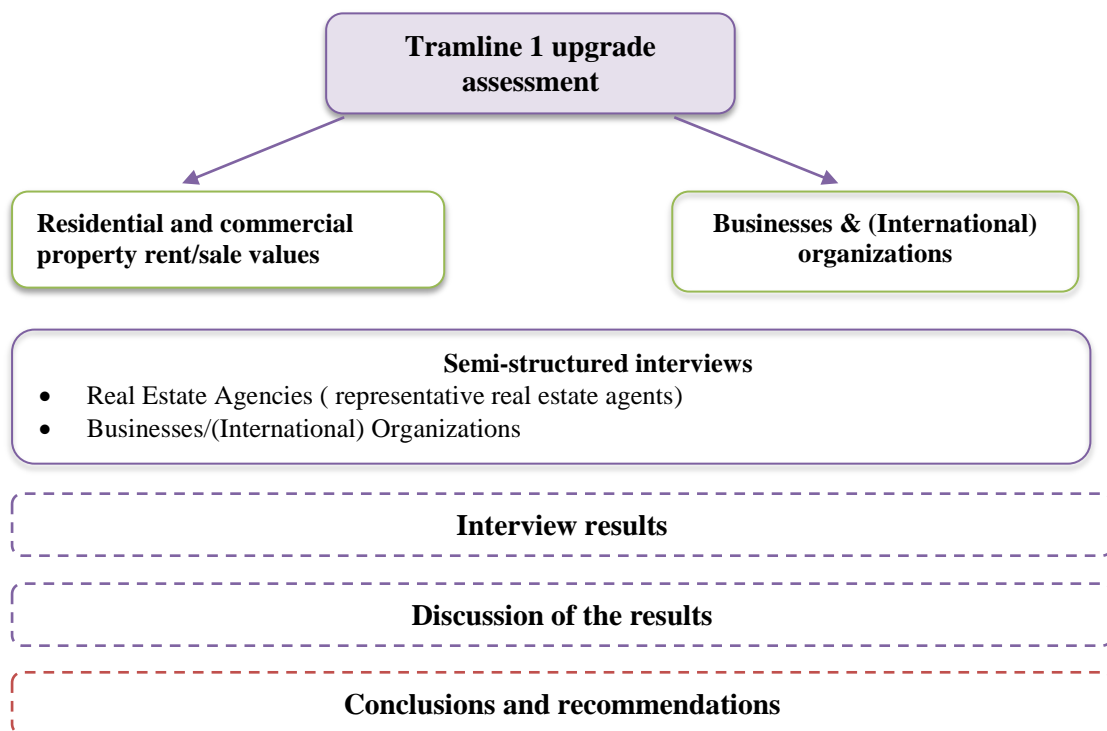 Tramline 1 upgrade
assessment
Residential and commercial
property rent/sale values
Businesses & (International)
organizations
Semi-structured interviews
• Real Estate Agencies ( representative real estate agents)
• Businesses/(International) Organizations
Interview results
Discussion of the results
Conclusions and recommendations